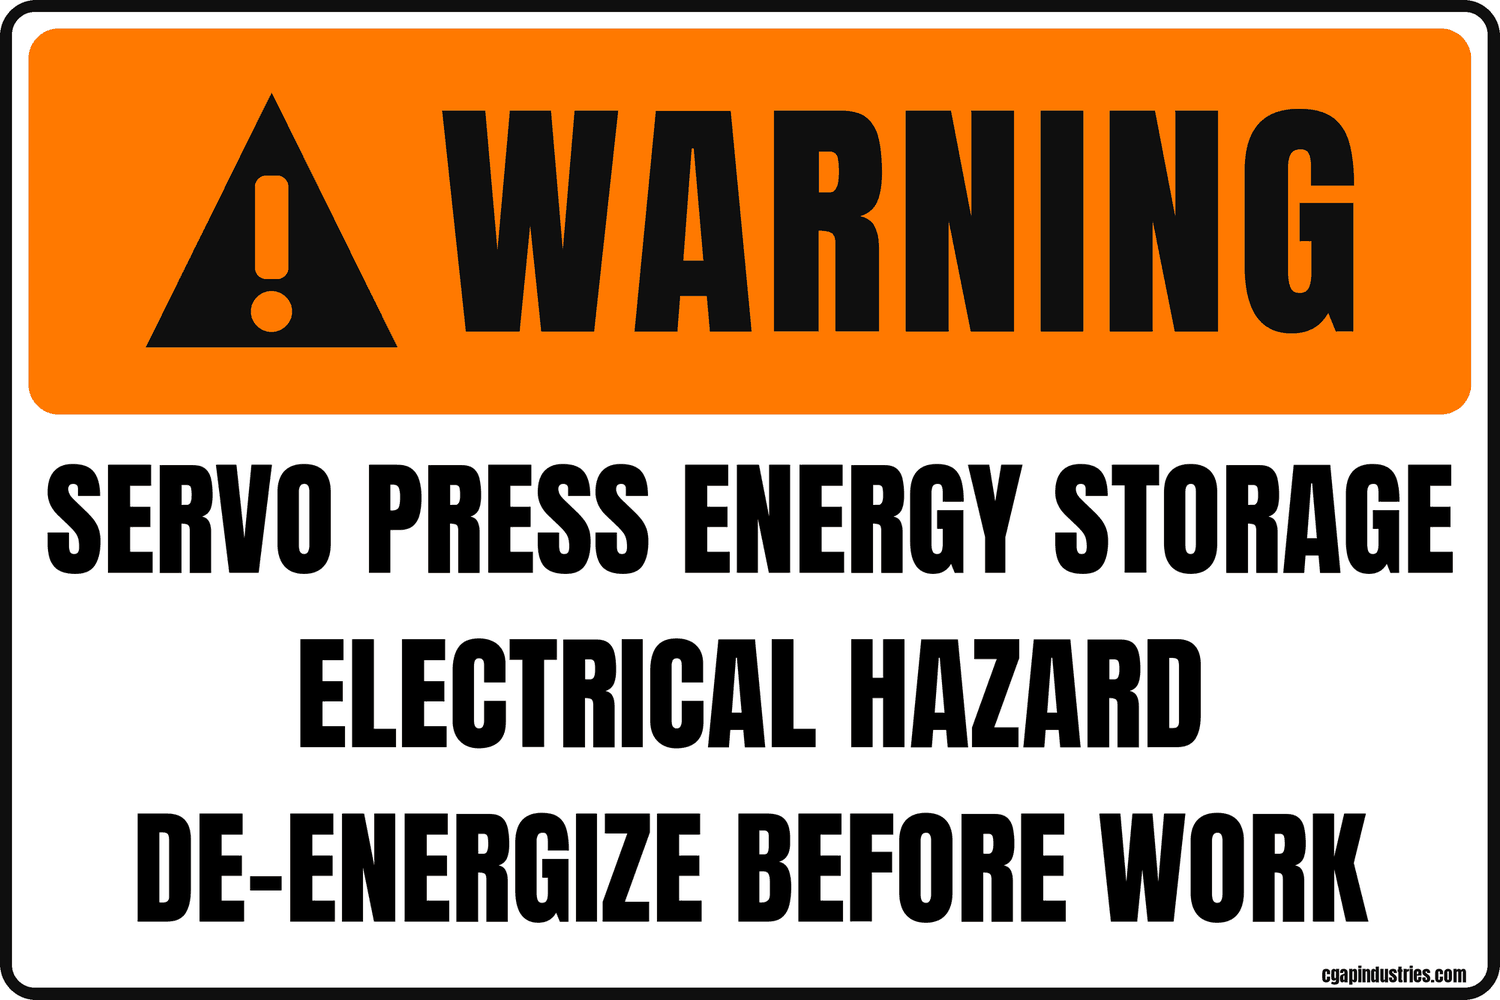 WARNING
SERVO PRESS ENERGY STORAGE
ELECTRICAL HAZARD
DE-ENERGIZE BEFORE WORK
cgapindustries.com